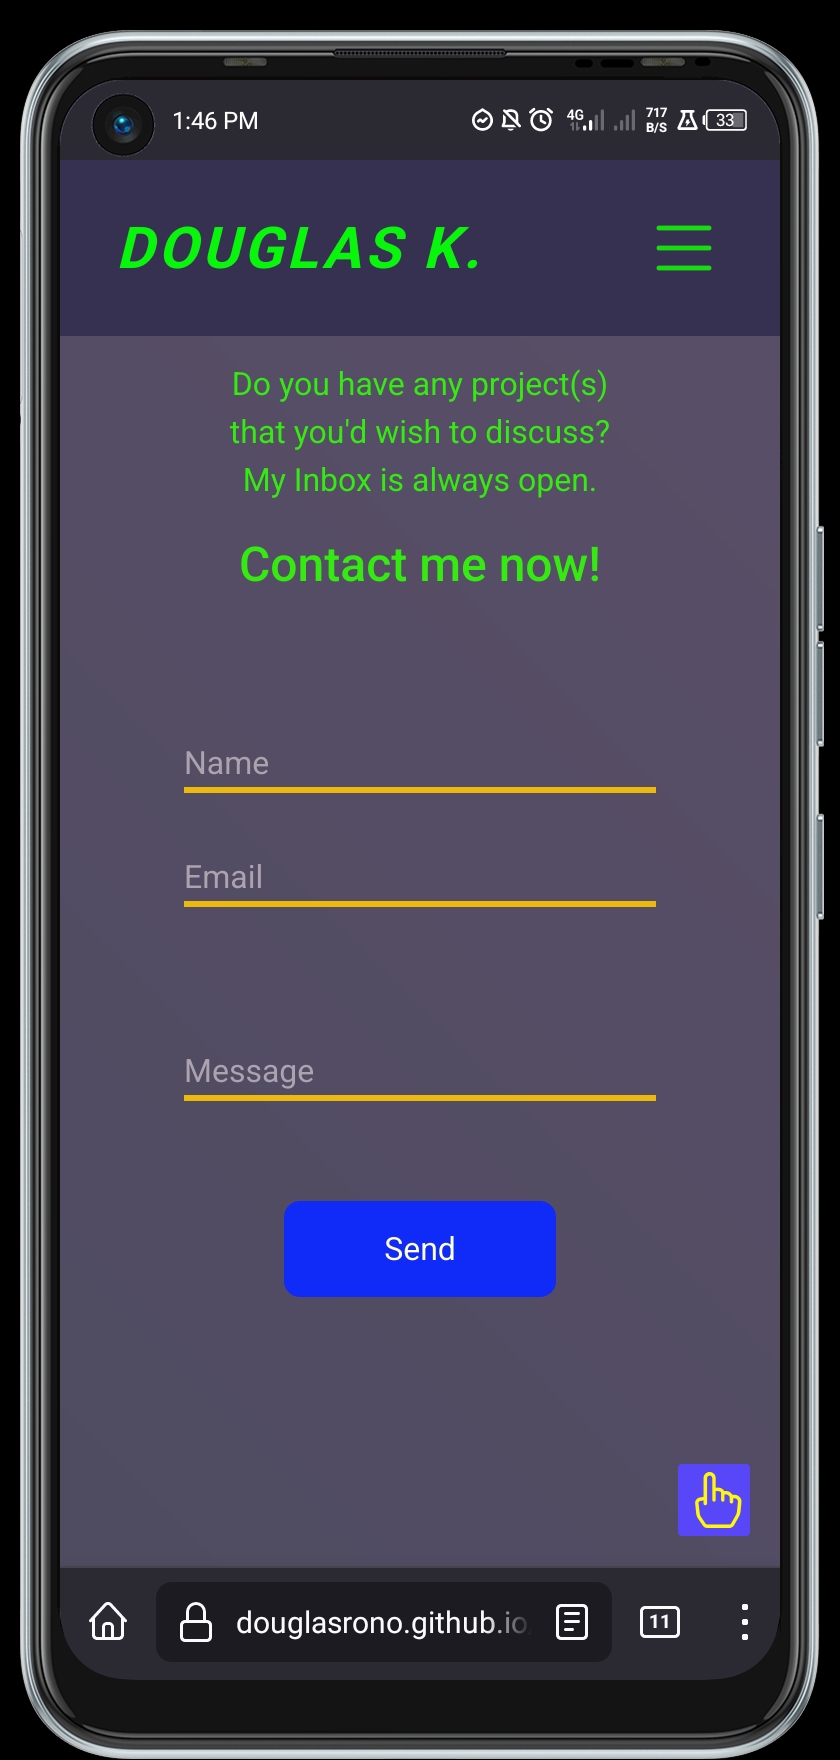 1:46 PM
4G
717
B/S
33
DOUGLAS K.
Do you have any project(s)
that you'd wish to discuss?
My Inbox is always open.
Contact me now!
Name
Email
Message
Send
douglasrono.github.io
11